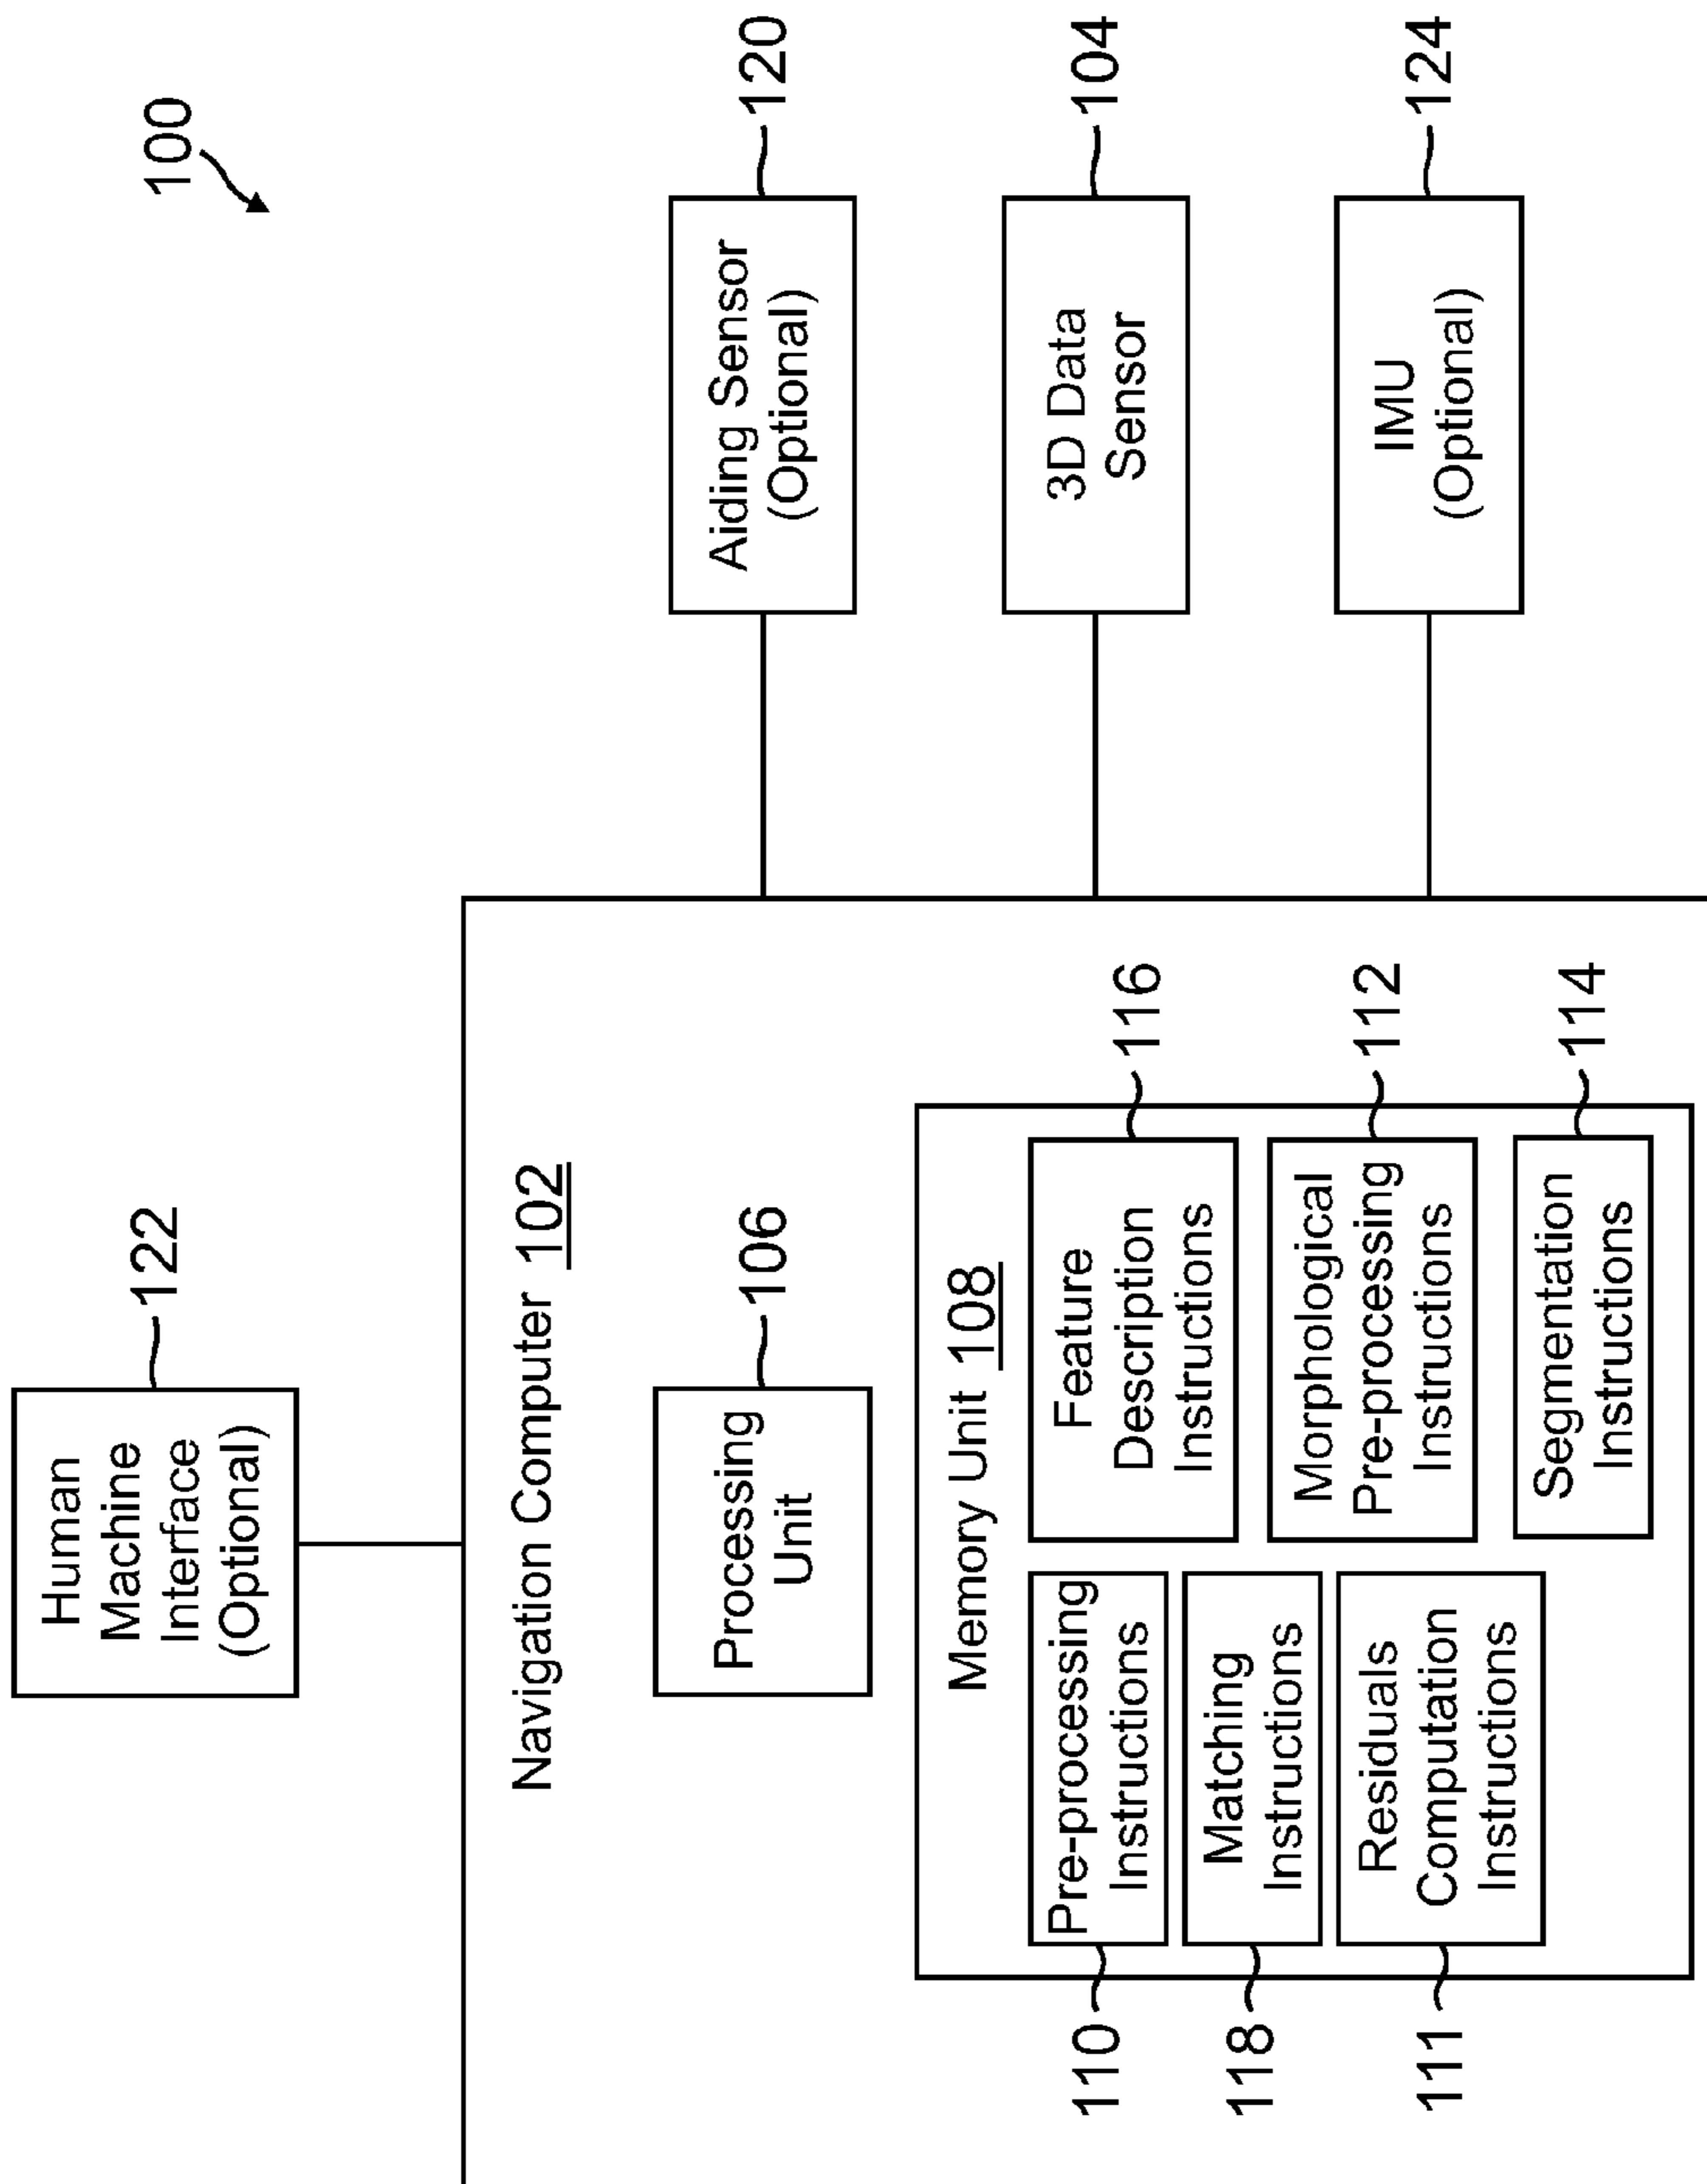 100
Human
Machine
Interface
(Optional)
122
Navigation Computer 102
Processing
Unit
106
Memory Unit 108
Pre-processing
Instructions
110
Matching
Instructions
118
Residuals
Computation
Instructions
111
Feature
Description
Instructions
116
Morphological
Pre-processing
Instructions
112
Segmentation
Instructions
114
Aiding Sensor
(Optional)
120
3D Data
Sensor
104
IMU
(Optional)
124